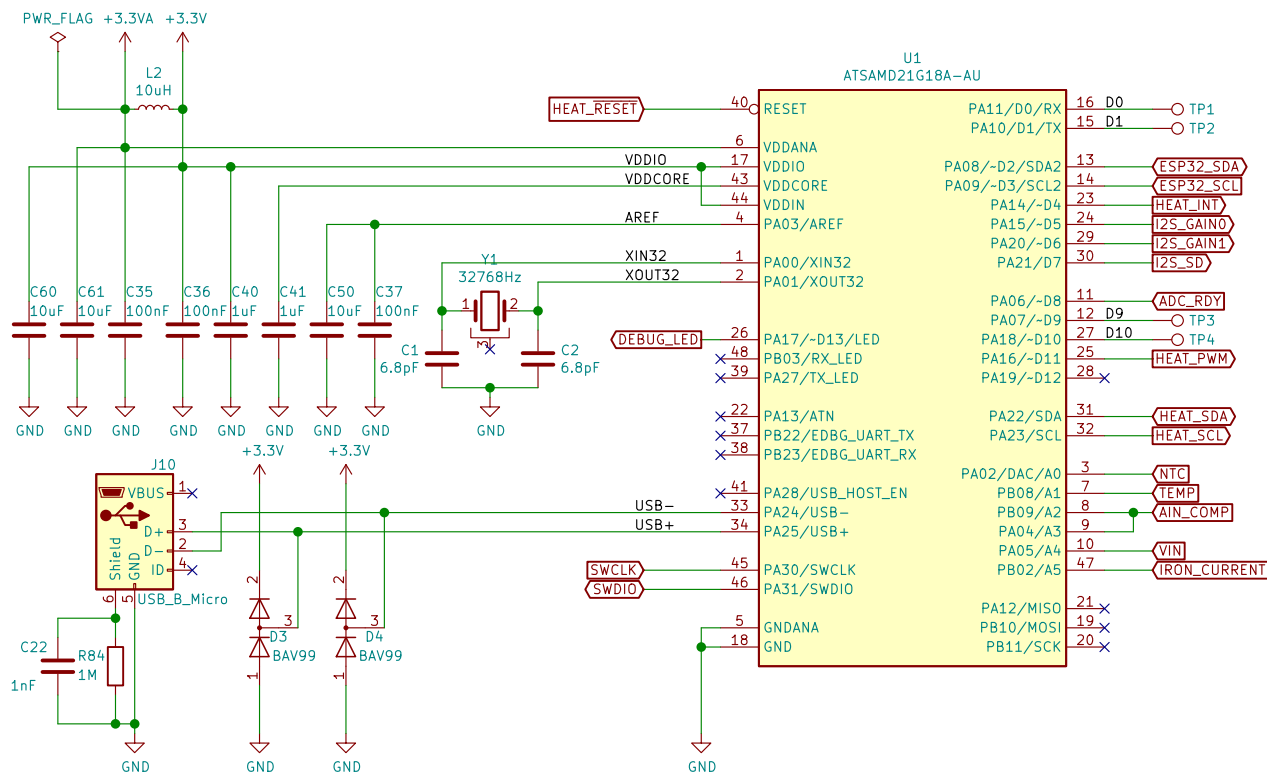 PWR_FLAG +3.3VA +3.3V
L2
10uH
U1
ATSAMD21G18A-AU
HEAT_RESET 40 RESET
6 VDDANA
VDDIO 17 VDDIO
VDDCORE 43 VDDCORE
44 VDDIN
AREF 4 PA03/AREF
XIN32 1 PA00/XIN32
XOUT32 2 PA01/XOUT32
DEBUG_LED 26 PA17/~D13/LED
48 PB03/RX_LED
39 PA27/TX_LED
22 PA13/ATN
37 PB22/EDBG_UART_TX
38 PB23/EDBG_UART_RX
41 PA28/USB_HOST_EN
USB- 33 PA24/USB-
USB+ 34 PA25/USB+
SWCLK 45 PA30/SWCLK
SWDIO 46 PA31/SWDIO
5 GNDANA
18 GND
GND
PA11/D0/RX 16 D0 TP1
PA10/D1/TX 15 D1 TP2
PA08/~D2/SDA2 13 ESP32_SDA
PA09/~D3/SCL2 14 ESP32_SCL
PA14/~D4 23 HEAT_INT
PA15/~D5 24 I2S_GAIN0
PA20/~D6 29 I2S_GAIN1
PA21/D7 30 I2S_SD
PA06/~D8 11 ADC_RDY
PA07/~D9 12 D9 TP3
PA18/~D10 27 D10 TP4
PA16/~D11 25 HEAT_PWM
PA19/~D12 28
PA22/SDA 31 HEAT_SDA
PA23/SCL 32 HEAT_SCL
PA02/DAC/A0 3 NTC
PB08/A1 7 TEMP
PB09/A2 8 AIN_COMP
PA04/A3 9
PA05/A4 10 VIN
PB02/A5 47 IRON_CURRENT
PA12/MISO 21
PB10/MOSI 19
PB11/SCK 20
C60 C61 C35 C36 C40 C41 C50 C37
10uF 10uF 100nF 100nF 1uF 1uF 10uF 100nF
GND GND GND GND GND GND GND GND
Y1
32768Hz
1 2
3
C1
6.8pF
C2
6.8pF
GND
J10
VBUS 1
D+ 3
D- 2
ID 4
Shield
GND
6 5
USB_B_Micro
C22
1nF
R84
1M
GND
+3.3V +3.3V
2 2
3 3
D3
BAV99
D4
BAV99
1 1
GND GND